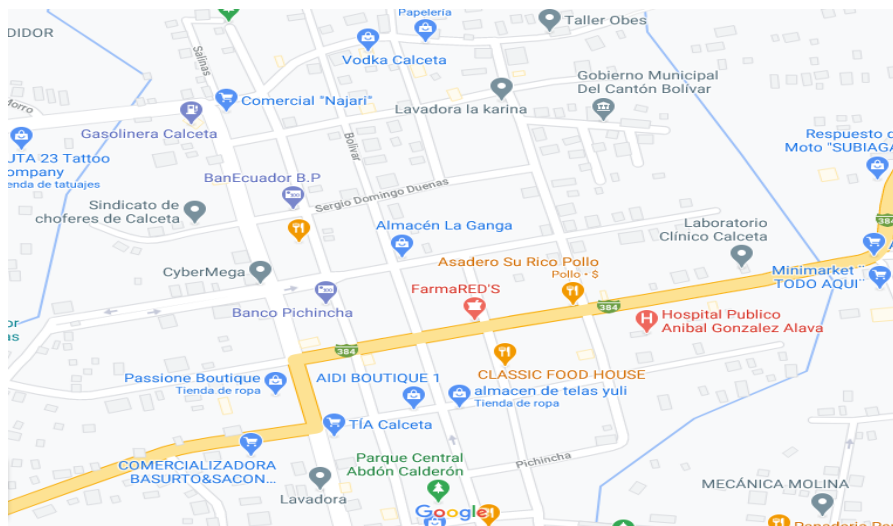 Papelería
Taller Obes
DIDOR
Salinas
Vodka Calceta
Gobierno Municipal
Del Cantón Bolívar
Comercial "Najari"
Lavadora la karina
Morro
Gasolinera Calceta
Bolívar
Respuesto d
Moto "SUBIAGA
UTA 23 Tattoo
ompany
enda de tatuajes
BanEcuador B.P
Sergio Domingo Duenas
Sindicato de
choferes de Calceta
Almacén La Ganga
Laboratorio
Clínico Calceta
384
A
CyberMega
Asadero Su Rico Pollo
Pollo • $
Minimarket "
TODO AQUI"
FarmaRED'S
384
Banco Pichincha
Hospital Publico
Anibal Gonzalez Alava
or
as
384
Passione Boutique
Tienda de ropa
AIDI BOUTIQUE 1
CLASSIC FOOD HOUSE
almacen de telas yuli
Tienda de ropa
TÍA Calceta
COMERCIALIZADORA
BASURTO&SACON...
Parque Central
Abdón Calderón
Pichincha
Lavadora
MECÁNICA MOLINA
Google